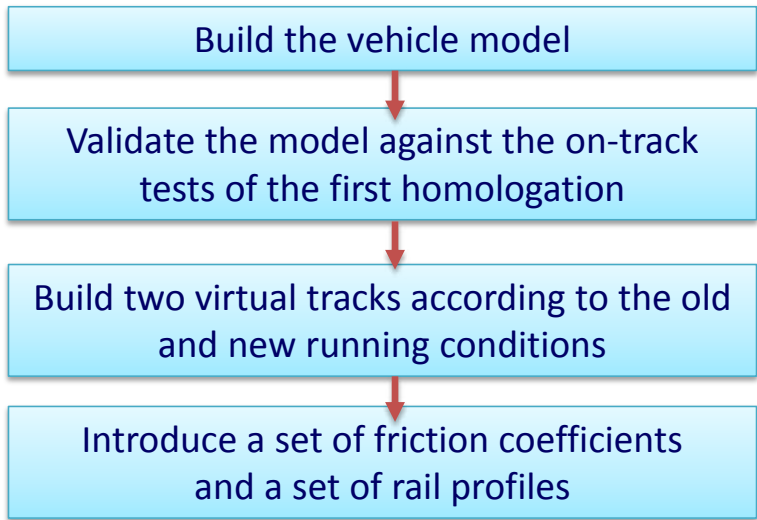 Build the vehicle model
Validate the model against the on-track
tests of the first homologation
Build two virtual tracks according to the old
and new running conditions
Introduce a set of friction coefficients
and a set of rail profiles